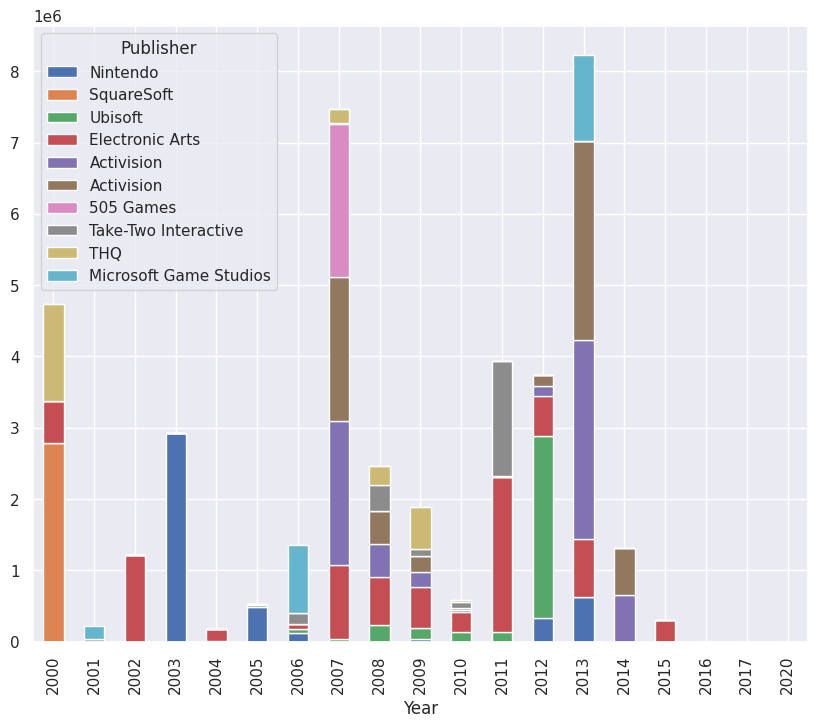 1e6
Publisher
Nintendo
SquareSoft
Ubisoft
Electronic Arts
Activision
Activision
505 Games
Take-Two Interactive
THQ
Microsoft Game Studios
8
7
6
5
4
3
2
1
0
2000
2001
2002
2003
2004
2005
2006
2007
2008
2009
2010
2011
2012
2013
2014
2015
2016
2017
2020
Year